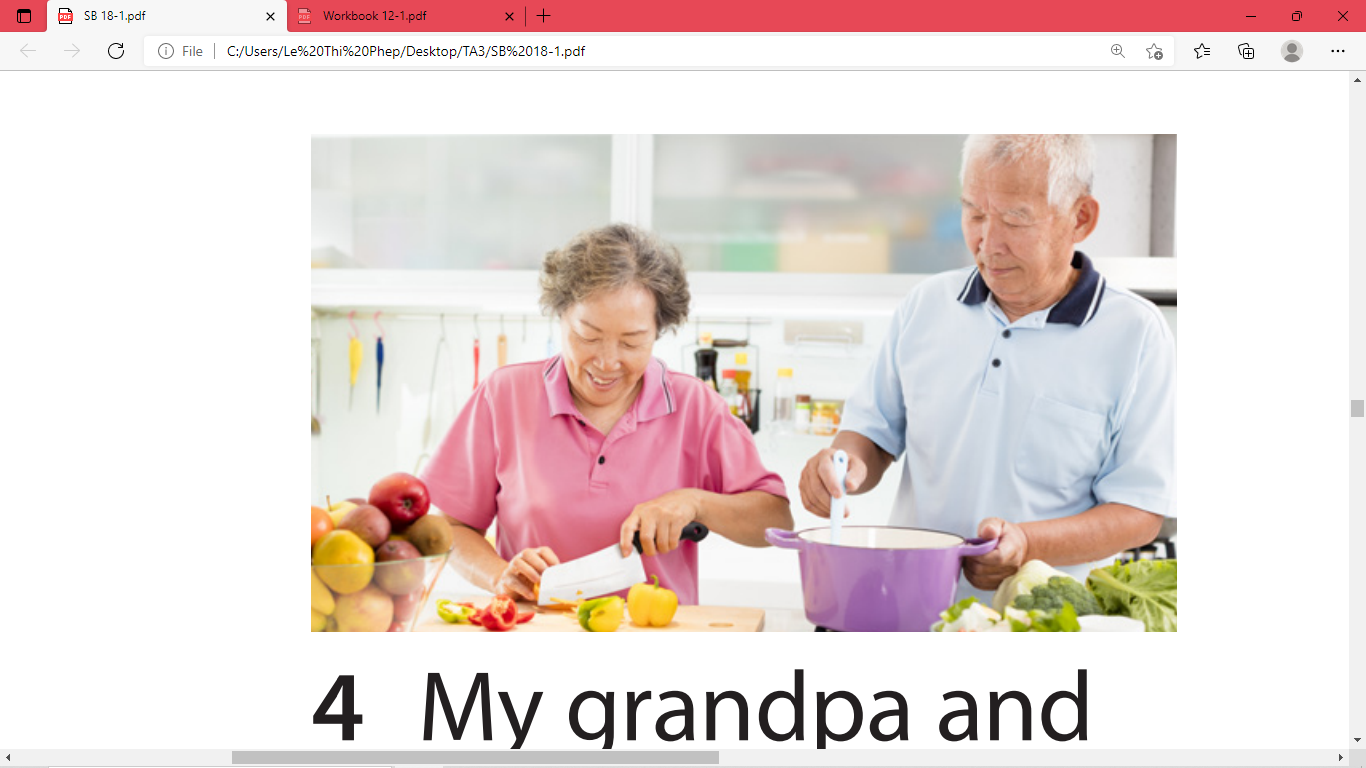 SB 18-1.pdf
Workbook 12-1.pdf
File
C:/Users/Le%20Thi%20Phep/Desktop/TA3/SB%2018-1.pdf
4 My grandpa and